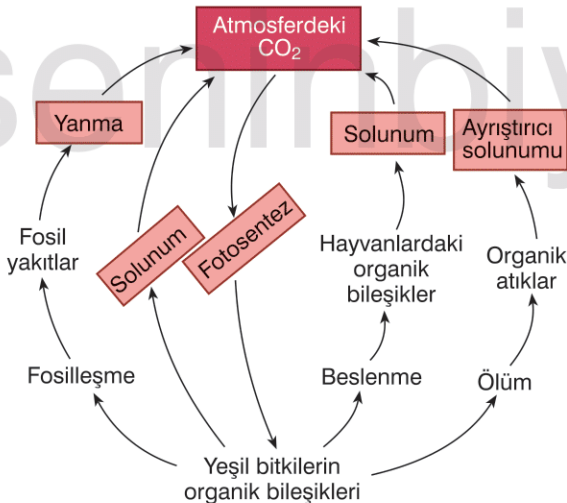 seninbiy
Atmosferdeki
CO₂
Yanma
Solunum
Ayrıştırıcı
solunumu
Solunum
Fotosentez
Fosil
yakıtlar
Hayvanlardaki
organik
bileşikler
Organik
atıklar
Fosilleşme
Beslenme
Ölüm
Yeşil bitkilerin
organik bileşikleri